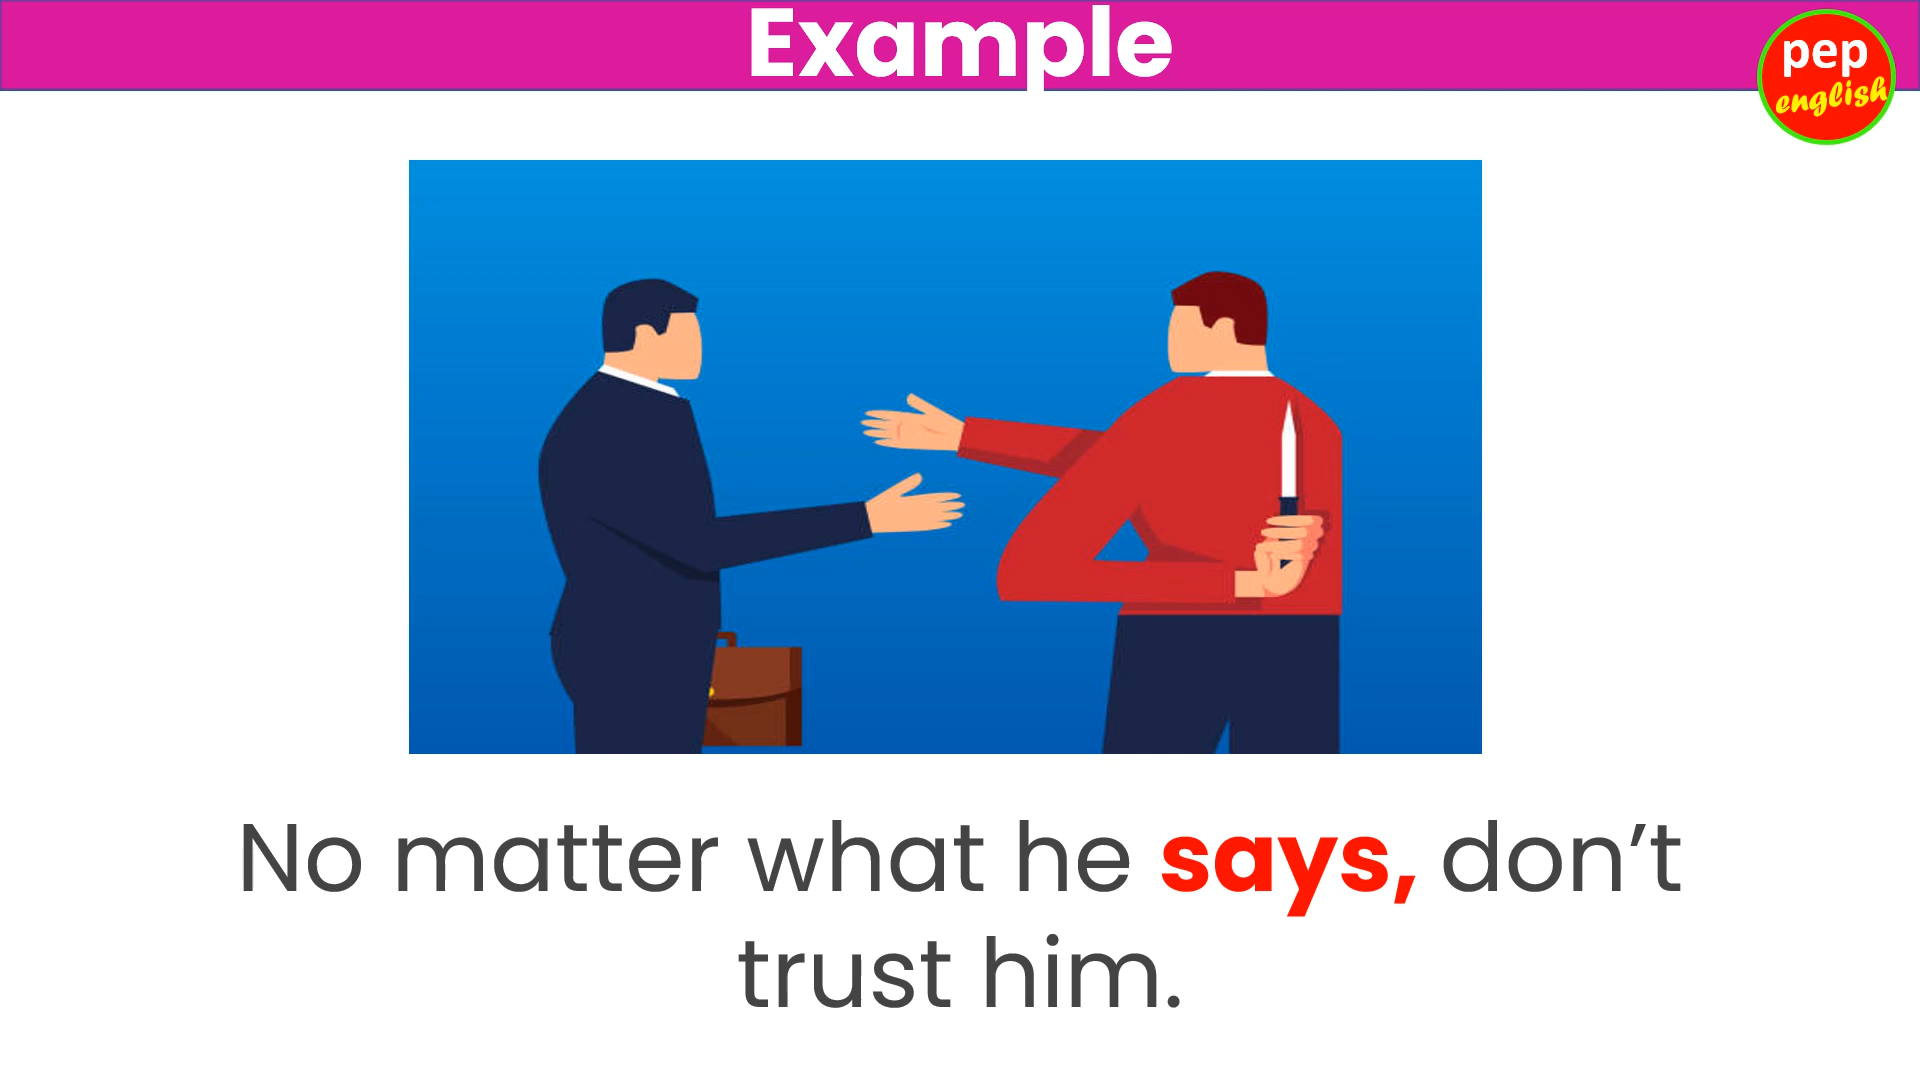 Example
pep
english
No matter what he says, don’t
trust him.